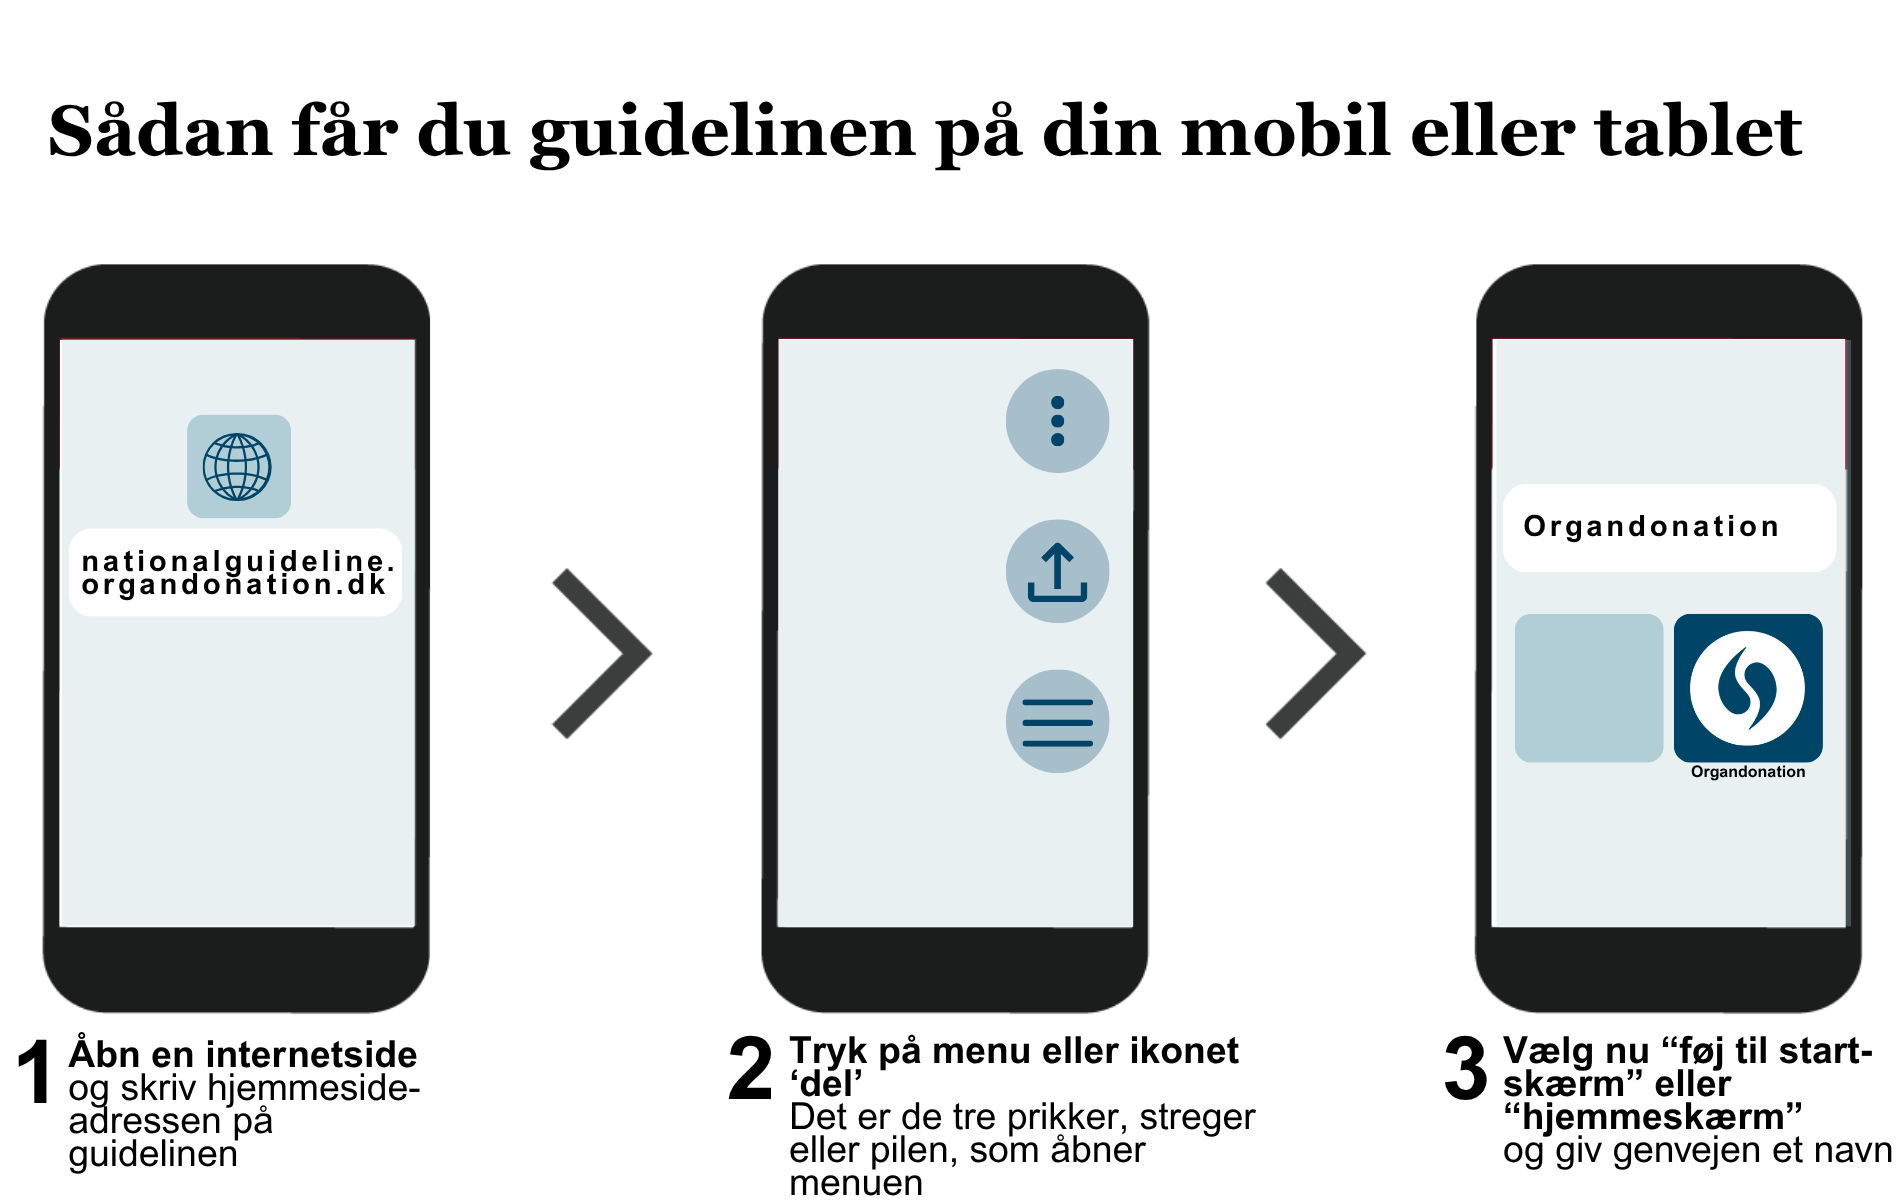 Sådan får du guidelinen på din mobil eller tablet
nationalguideline.
organdonation.dk
Organdonation
Organdonation
1 Åbn en internetside
og skriv hjemmeside-
adressen på
guidelinen
2 Tryk på menu eller ikonet
‘del’
Det er de tre prikker, streger
eller pilen, som åbner
menuen
3 Vælg nu “føj til start-
skærm” eller
“hjemmeskærm”
og giv genvejen et navn